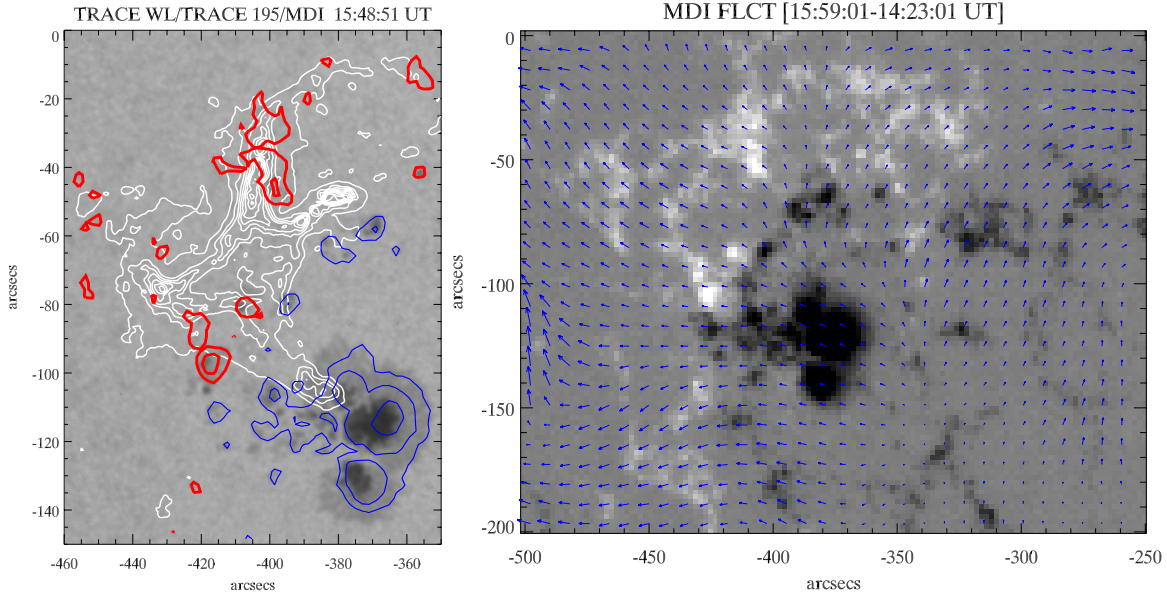 TRACE WL/TRACE 195/MDI 15:48:51 UT
0
-20
-40
-60
-80
-100
-120
-140
arcsecs
-460 -440 -420 -400 -380 -360
arcsecs
MDI FLCT [15:59:01-14:23:01 UT]
0
-50
-100
-150
-200
arcsecs
-500 -450 -400 -350 -300 -250
arcsecs